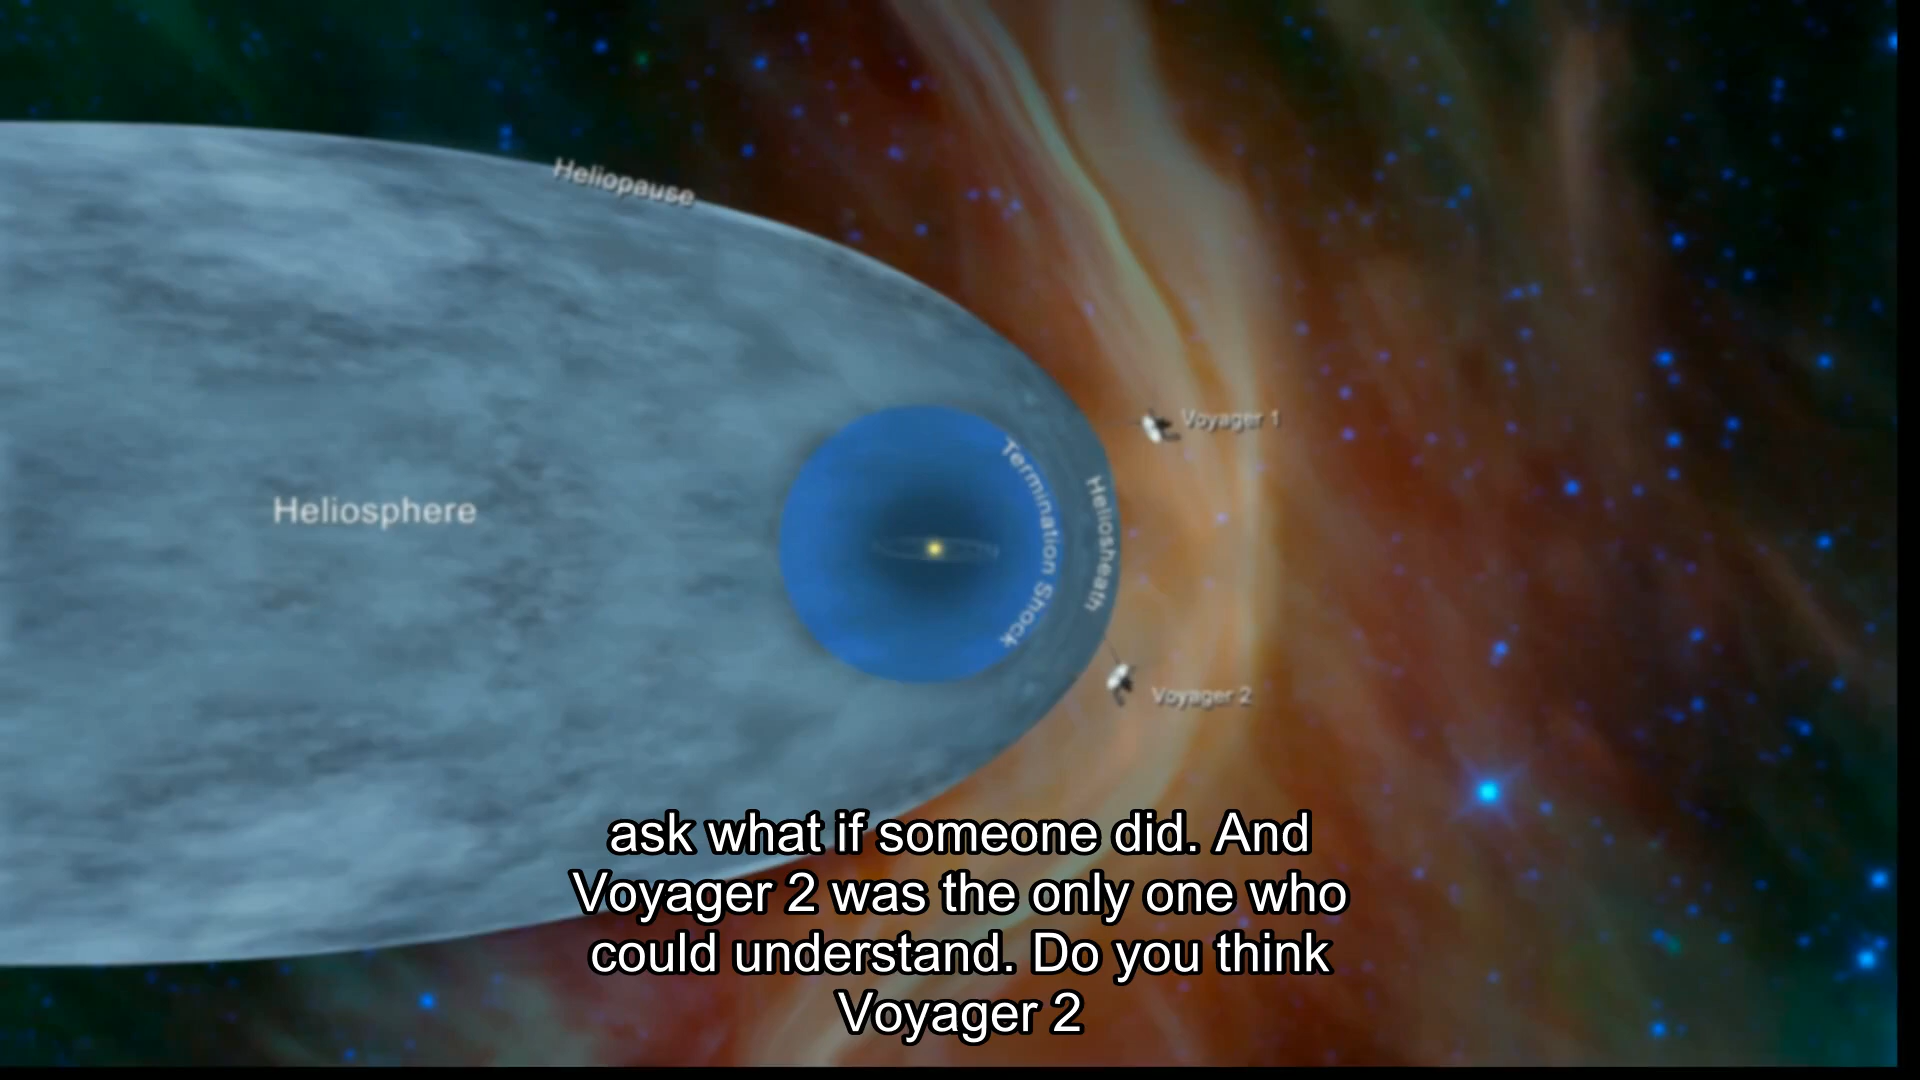 Heliopause
Voyager 1
Termination Shock
Heliosheath
Heliosphere
Voyager 2
ask what if someone did. And
Voyager 2 was the only one who
could understand. Do you think
Voyager 2